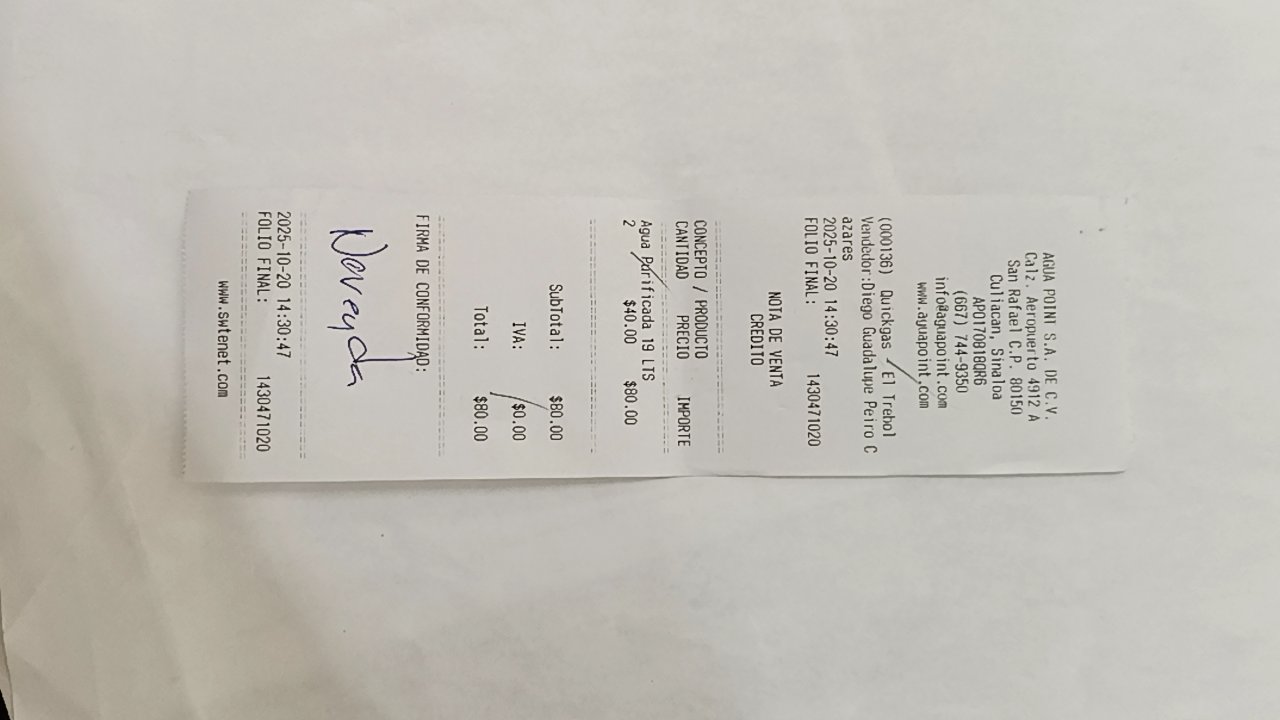 AGUA POINT S.A. DE C.V.
Calz. Aeropuerto 4912 A
San Rafael C.P. 80150
Culiacan, Sinaloa
APO170818QR6
(667) 744-9350
info@aguapoint.com
www.aguapoint.com
(000136) Quickgas / El Trebol
Vendedor:Diego Guadalupe Peiro C
azares
2025-10-20 14:30:47
FOLIO FINAL: 1430471020
NOTA DE VENTA
CREDITO
CONCEPTO / PRODUCTO
CANTIDAD PRECIO IMPORTE
Agua Purificada 19 LTS
2 $40.00 $80.00
SubTotal: $80.00
IVA: $0.00
Total: $80.00
FIRMA DE CONFORMIDAD:
Nereyda
2025-10-20 14:30:47
FOLIO FINAL: 1430471020
www.swtenet.com